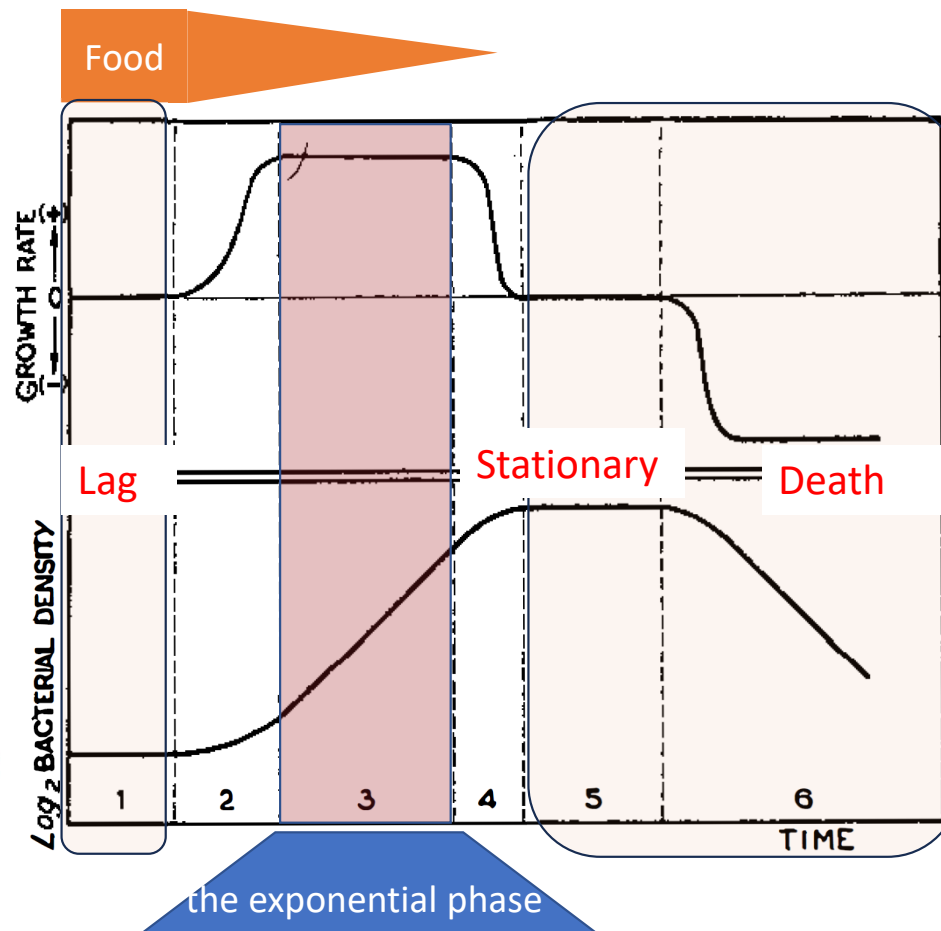 Food
GROWTH RATE
(+)
0
(-)
Lag
Stationary
Death
Log2 BACTERIAL DENSITY
1 2 3 4 5 6
TIME
the exponential phase